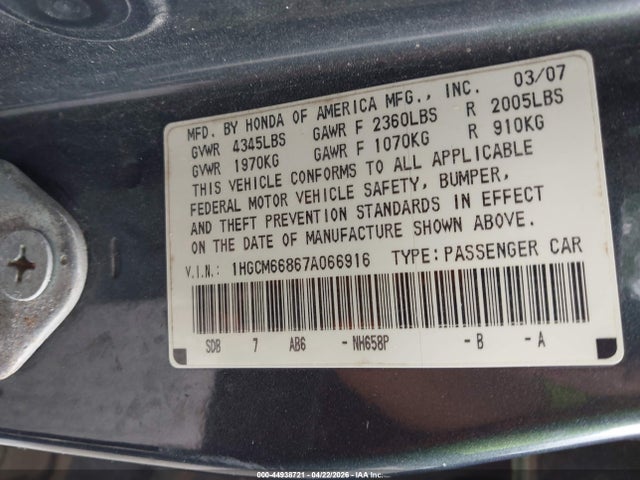 MFD. BY HONDA OF AMERICA MFG., INC. 03/07
GVWR 4345LBS GAWR F 2360LBS R 2005LBS
GVWR 1970KG GAWR F 1070KG R 910KG
THIS VEHICLE CONFORMS TO ALL APPLICABLE
FEDERAL MOTOR VEHICLE SAFETY, BUMPER,
AND THEFT PREVENTION STANDARDS IN EFFECT
ON THE DATE OF MANUFACTURE SHOWN ABOVE.
V.I.N.: 1HGCM66867A066916 TYPE: PASSENGER CAR
SDB 7 AB6 -NH658P -B -A
000-44938721 - 04/22/2026 - IAA Inc.